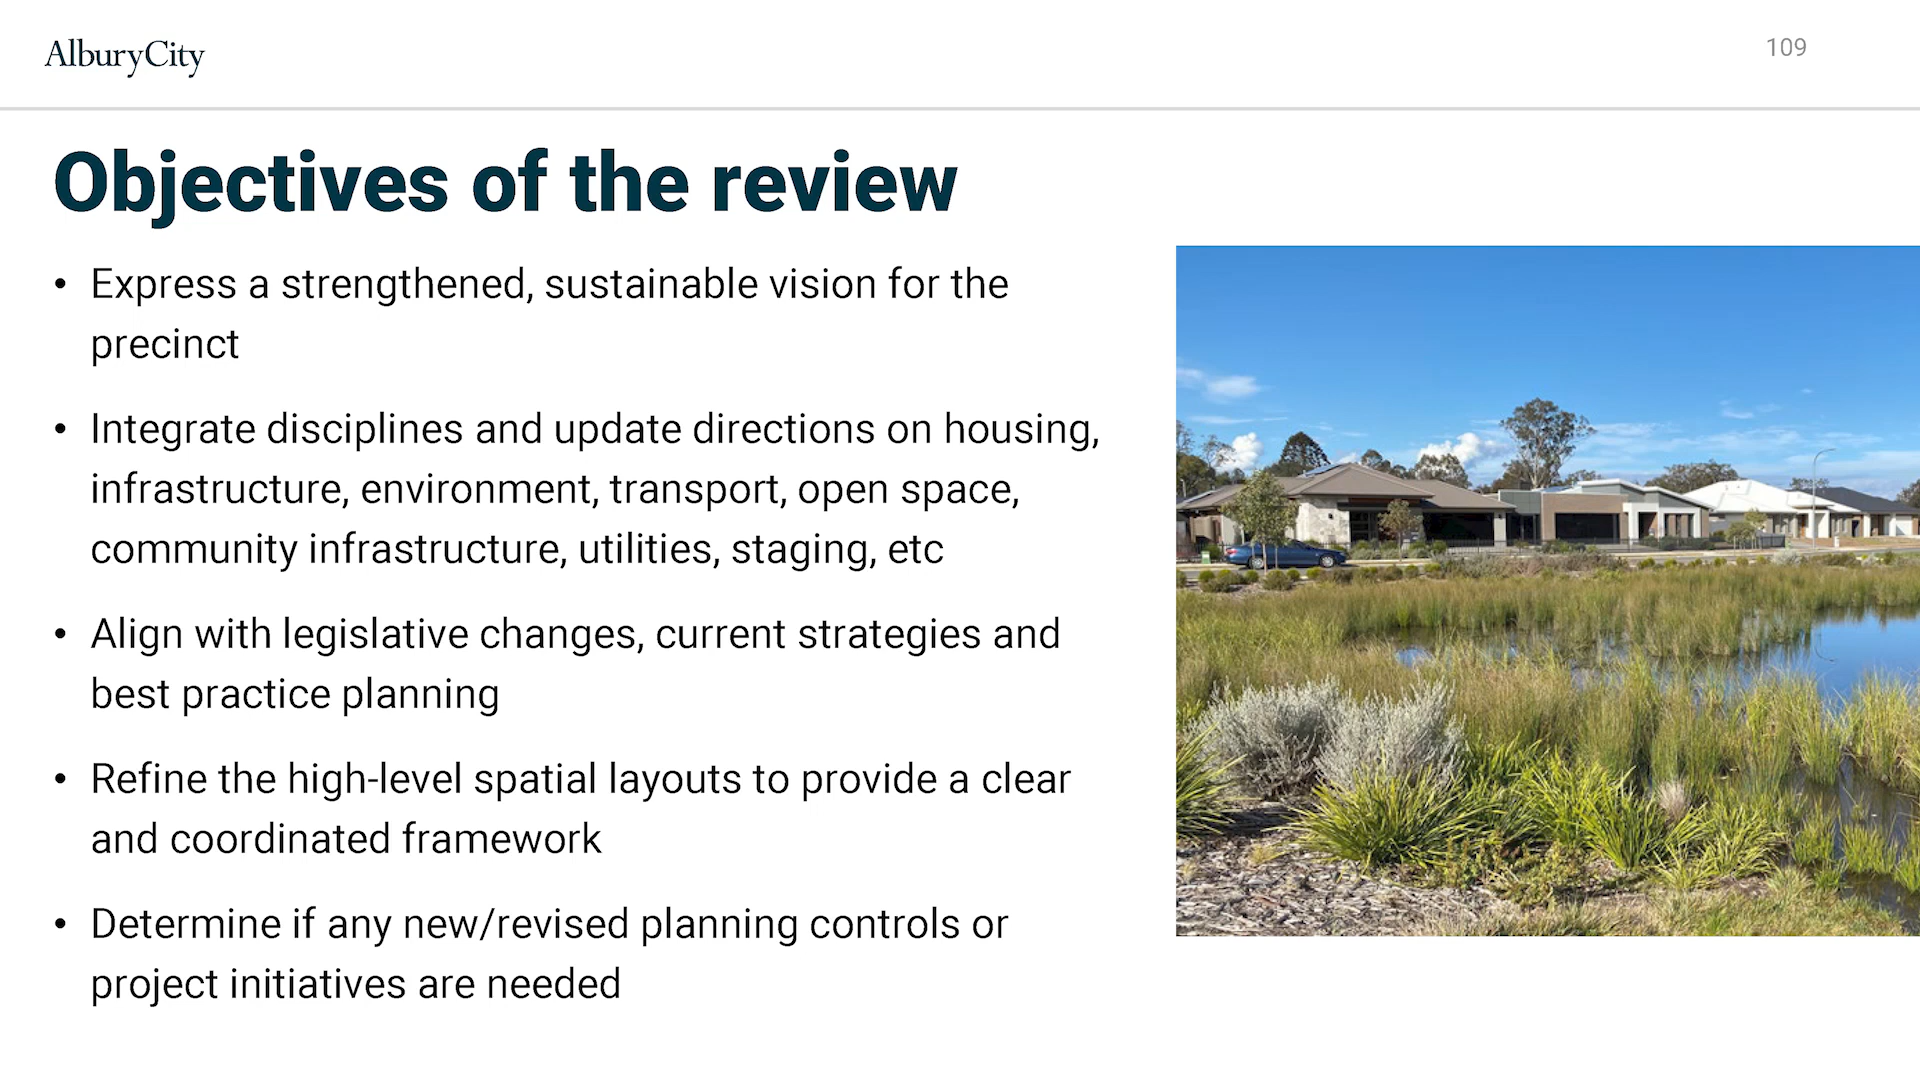 AlburyCity
109
Objectives of the review
• Express a strengthened, sustainable vision for the
precinct
• Integrate disciplines and update directions on housing,
infrastructure, environment, transport, open space,
community infrastructure, utilities, staging, etc
• Align with legislative changes, current strategies and
best practice planning
• Refine the high-level spatial layouts to provide a clear
and coordinated framework
• Determine if any new/revised planning controls or
project initiatives are needed